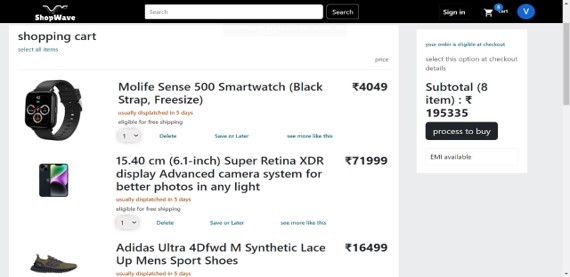 ShopWave
Search
Search
Sign in
cart
V
shopping cart
select all items
price
Molife Sense 500 Smartwatch (Black
Strap, Freesize)
₹4049
usually dispatched in 5 days
eligible for free shipping
1
Delete
Save or Later
see more like this
15.40 cm (6.1-inch) Super Retina XDR
display Advanced camera system for
better photos in any light
₹71999
usually dispatched in 5 days
eligible for free shipping
1
Delete
Save or Later
see more like this
Adidas Ultra 4Dfwd M Synthetic Lace
Up Mens Sport Shoes
₹16499
usually dispatched in 5 days
your order is eligible at checkout
select this option at checkout
details
Subtotal (8
item) : ₹
195335
process to buy
EMI available